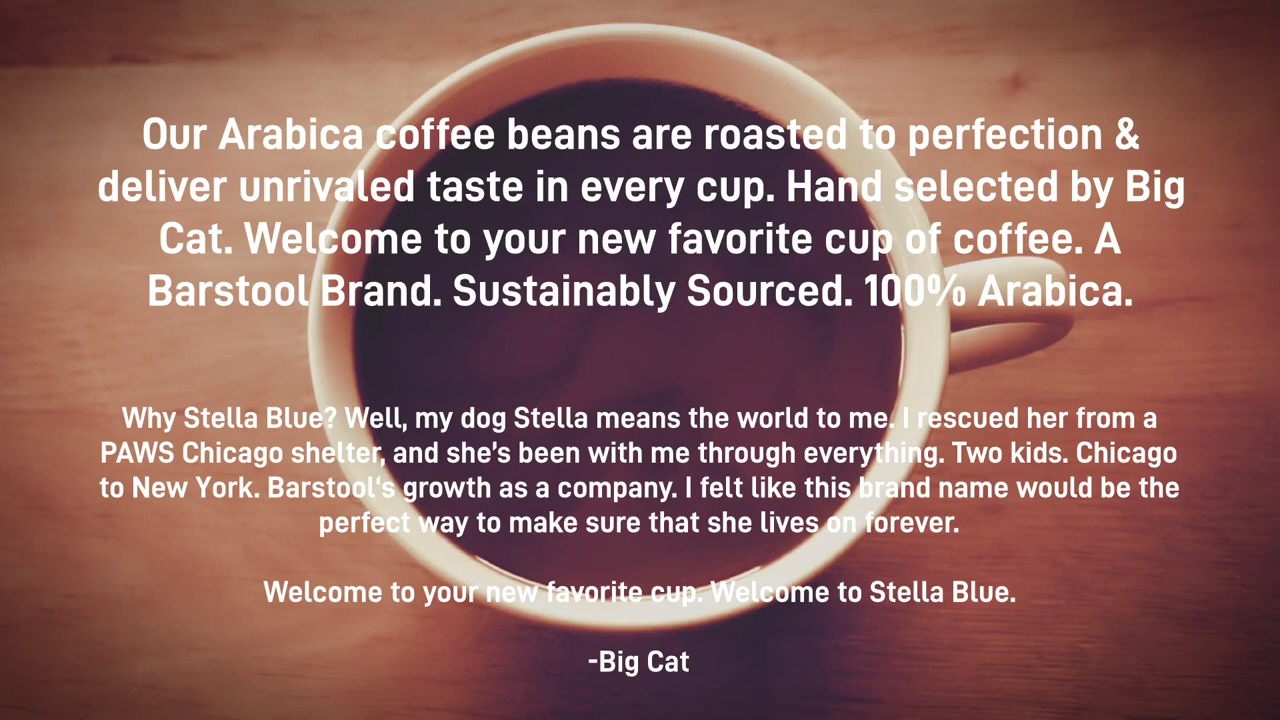 Our Arabica coffee beans are roasted to perfection &
deliver unrivaled taste in every cup. Hand selected by Big
Cat. Welcome to your new favorite cup of coffee. A
Barstool Brand. Sustainably Sourced. 100% Arabica.
Why Stella Blue? Well, my dog Stella means the world to me. I rescued her from a
PAWS Chicago shelter, and she's been with me through everything. Two kids. Chicago
to New York. Barstool's growth as a company. I felt like this brand name would be the
perfect way to make sure that she lives on forever.
Welcome to your new favorite cup. Welcome to Stella Blue.
-Big Cat